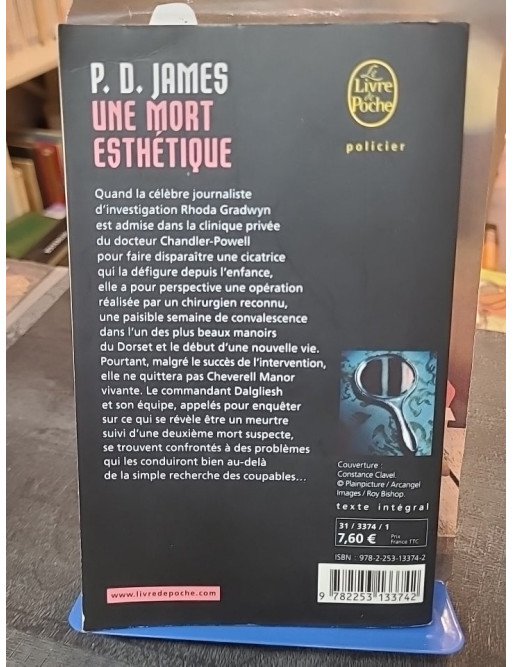 P. D. JAMES
UNE MORT
ESTHÉTIQUE
Le
Livre
de
Poche
policier
Quand la célèbre journaliste
d'investigation Rhoda Gradwyn
est admise dans la clinique privée
du docteur Chandler-Powell
pour faire disparaître une cicatrice
qui la défigure depuis l'enfance,
elle a pour perspective une opération
réalisée par un chirurgien reconnu,
une paisible semaine de convalescence
dans l'un des plus beaux manoirs
du Dorset et le début d'une nouvelle vie.
Pourtant, malgré le succès de l'intervention,
elle ne quittera pas Cheverell Manor
vivante. Le commandant Dalgliesh
et son équipe, appelés pour enquêter
sur ce qui se révèle être un meurtre
suivi d'une deuxième mort suspecte,
se trouvent confrontés à des problèmes
qui les conduiront bien au-delà
de la simple recherche des coupables...
Couverture :
Constance Clavel.
© Plainpicture / Arcangel
Images / Roy Bishop.
texte intégral
31 / 3374 / 1
7,60 € Prix
France TTC
ISBN : 978-2-253-13374-2
9 782253 133742
www.livredepoche.com